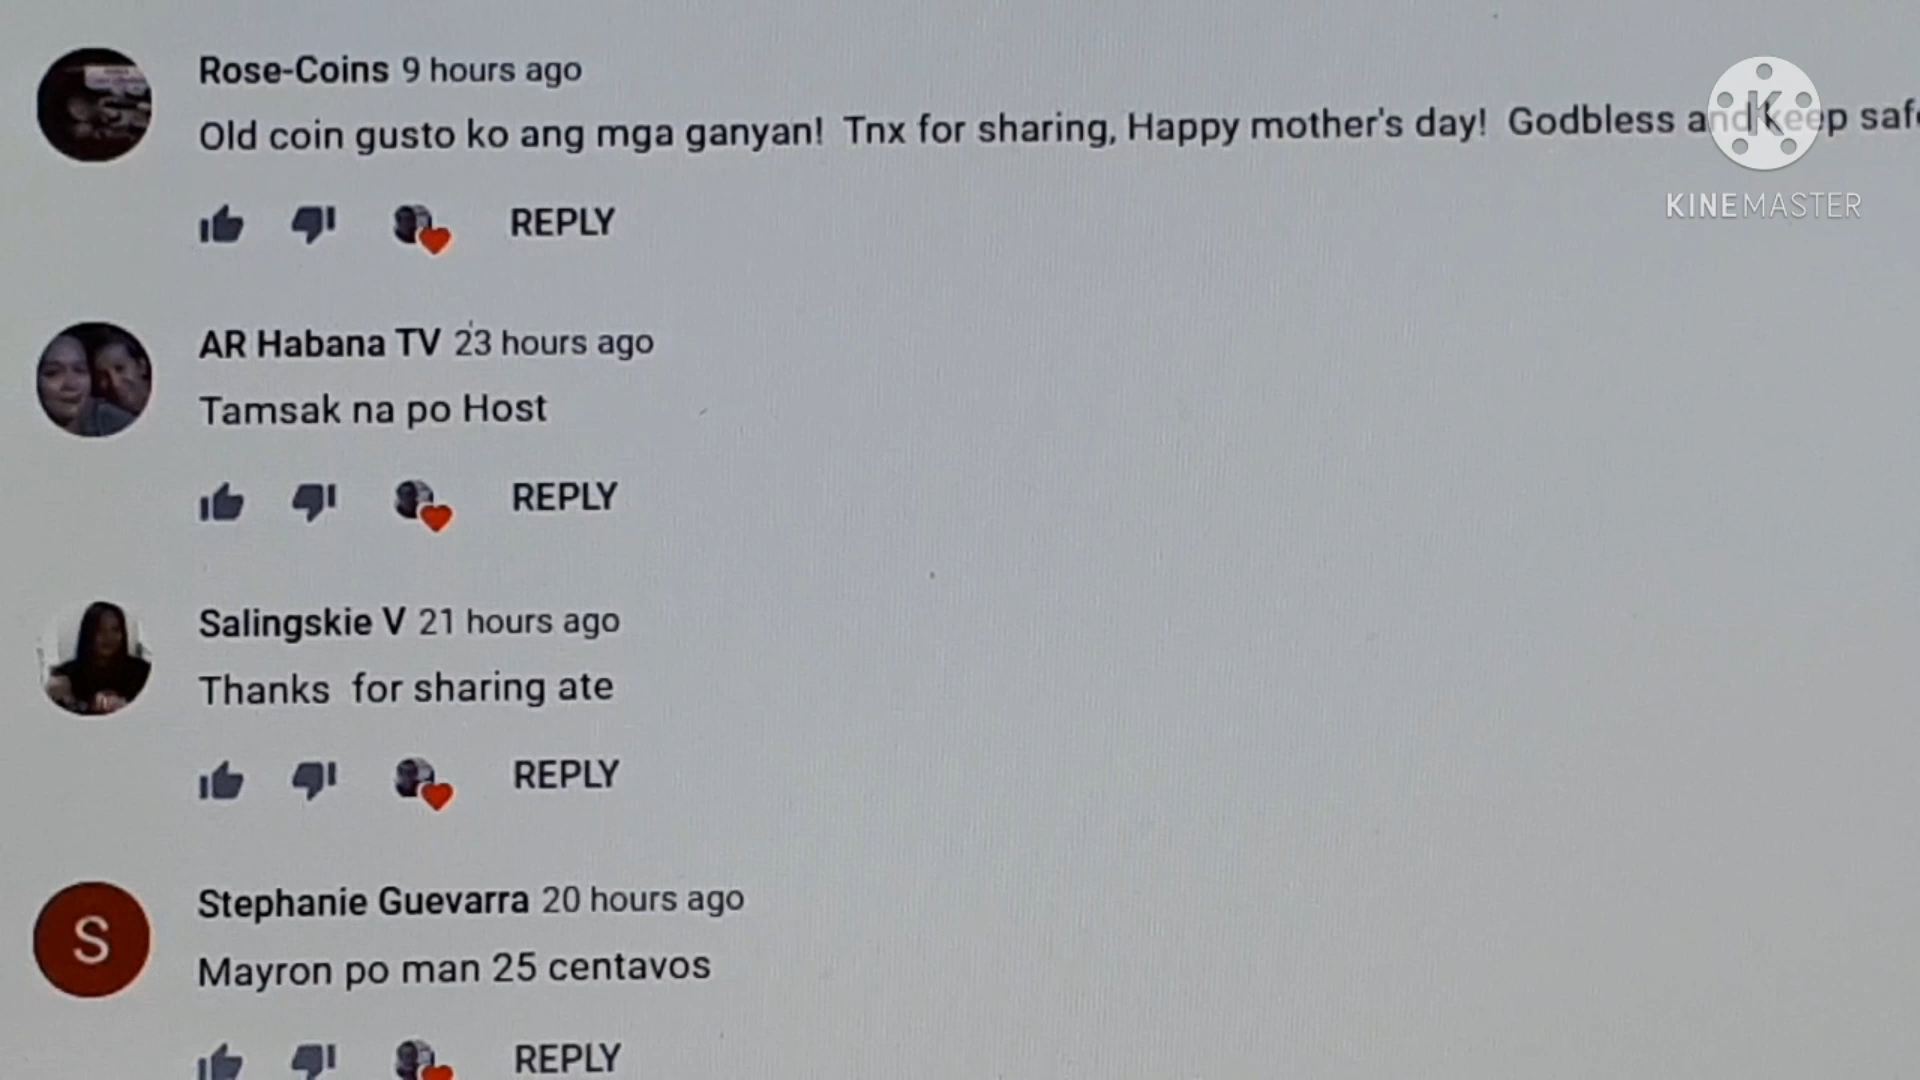 Rose-Coins 9 hours ago
Old coin gusto ko ang mga ganyan! Tnx for sharing, Happy mother's day! Godbless and keep
REPLY
AR Habana TV 23 hours ago
Tamsak na po Host
REPLY
Salingskie V 21 hours ago
Thanks for sharing ate
REPLY
S
Stephanie Guevarra 20 hours ago
Mayron po man 25 centavos
REPLY
K
KINEMASTER